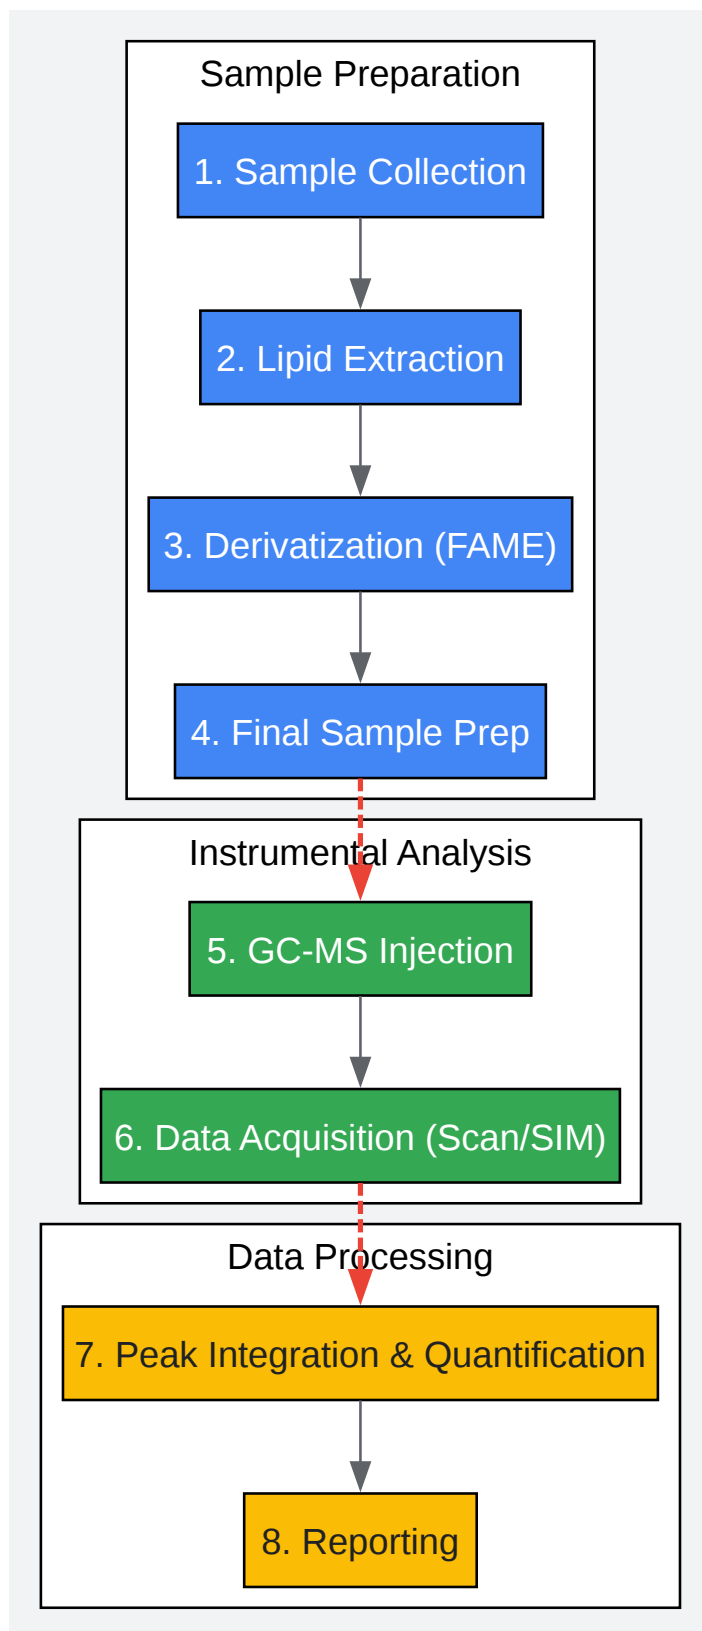 Sample Preparation
1. Sample Collection
2. Lipid Extraction
3. Derivatization (FAME)
4. Final Sample Prep
Instrumental Analysis
5. GC-MS Injection
6. Data Acquisition (Scan/SIM)
Data Processing
7. Peak Integration & Quantification
8. Reporting